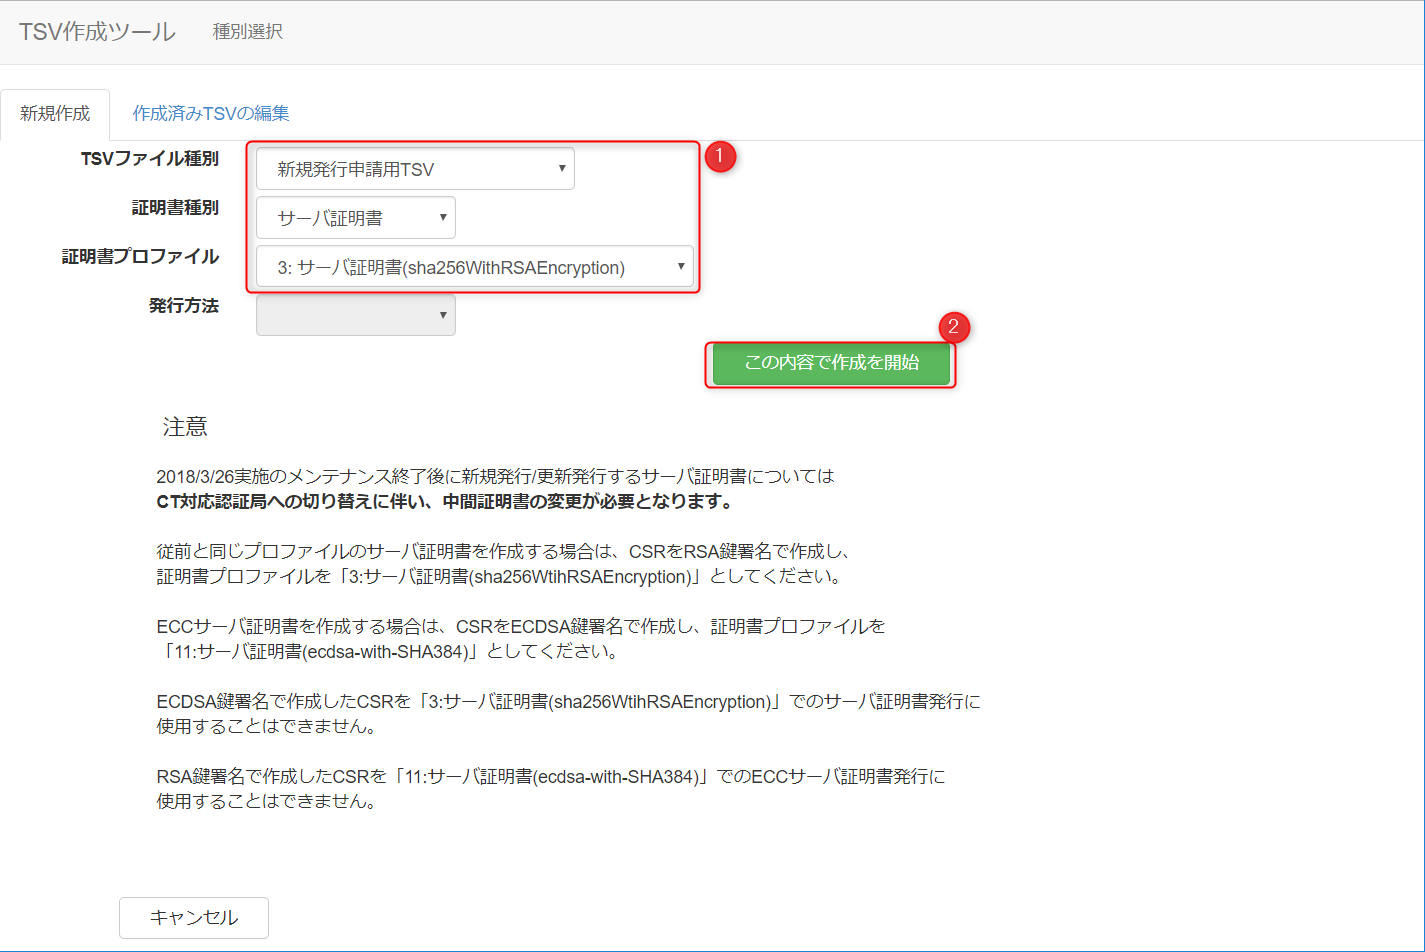 TSV作成ツール 種別選択
新規作成 作成済みTSVの編集
TSVファイル種別 新規発行申請用TSV ▼ 1
証明書種別 サーバ証明書 ▼
証明書プロファイル 3: サーバ証明書(sha256WithRSAEncryption) ▼
発行方法 ▼
2
この内容で作成を開始
注意
2018/3/26実施のメンテナンス終了後に新規発行/更新発行するサーバ証明書については
CT対応認証局への切り替えに伴い、中間証明書の変更が必要となります。
従前と同じプロファイルのサーバ証明書を作成する場合は、CSRをRSA鍵署名で作成し、
証明書プロファイルを「3:サーバ証明書(sha256WtihRSAEncryption)」としてください。
ECCサーバ証明書を作成する場合は、CSRをECDSA鍵署名で作成し、証明書プロファイルを
「11:サーバ証明書(ecdsa-with-SHA384)」としてください。
ECDSA鍵署名で作成したCSRを「3:サーバ証明書(sha256WtihRSAEncryption)」でのサーバ証明書発行に
使用することはできません。
RSA鍵署名で作成したCSRを「11:サーバ証明書(ecdsa-with-SHA384)」でのECCサーバ証明書発行に
使用することはできません。
キャンセル